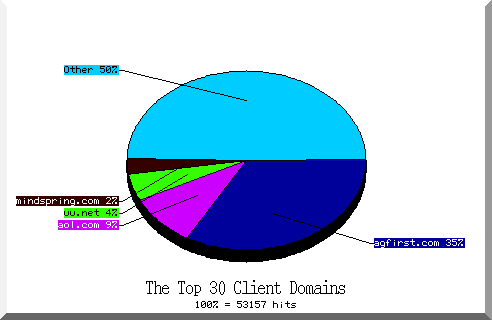 Other 50%
mindspring.com 2%
uu.net 4%
aol.com 9%
agfirst.com 35%
The Top 30 Client Domains
100% = 53157 hits